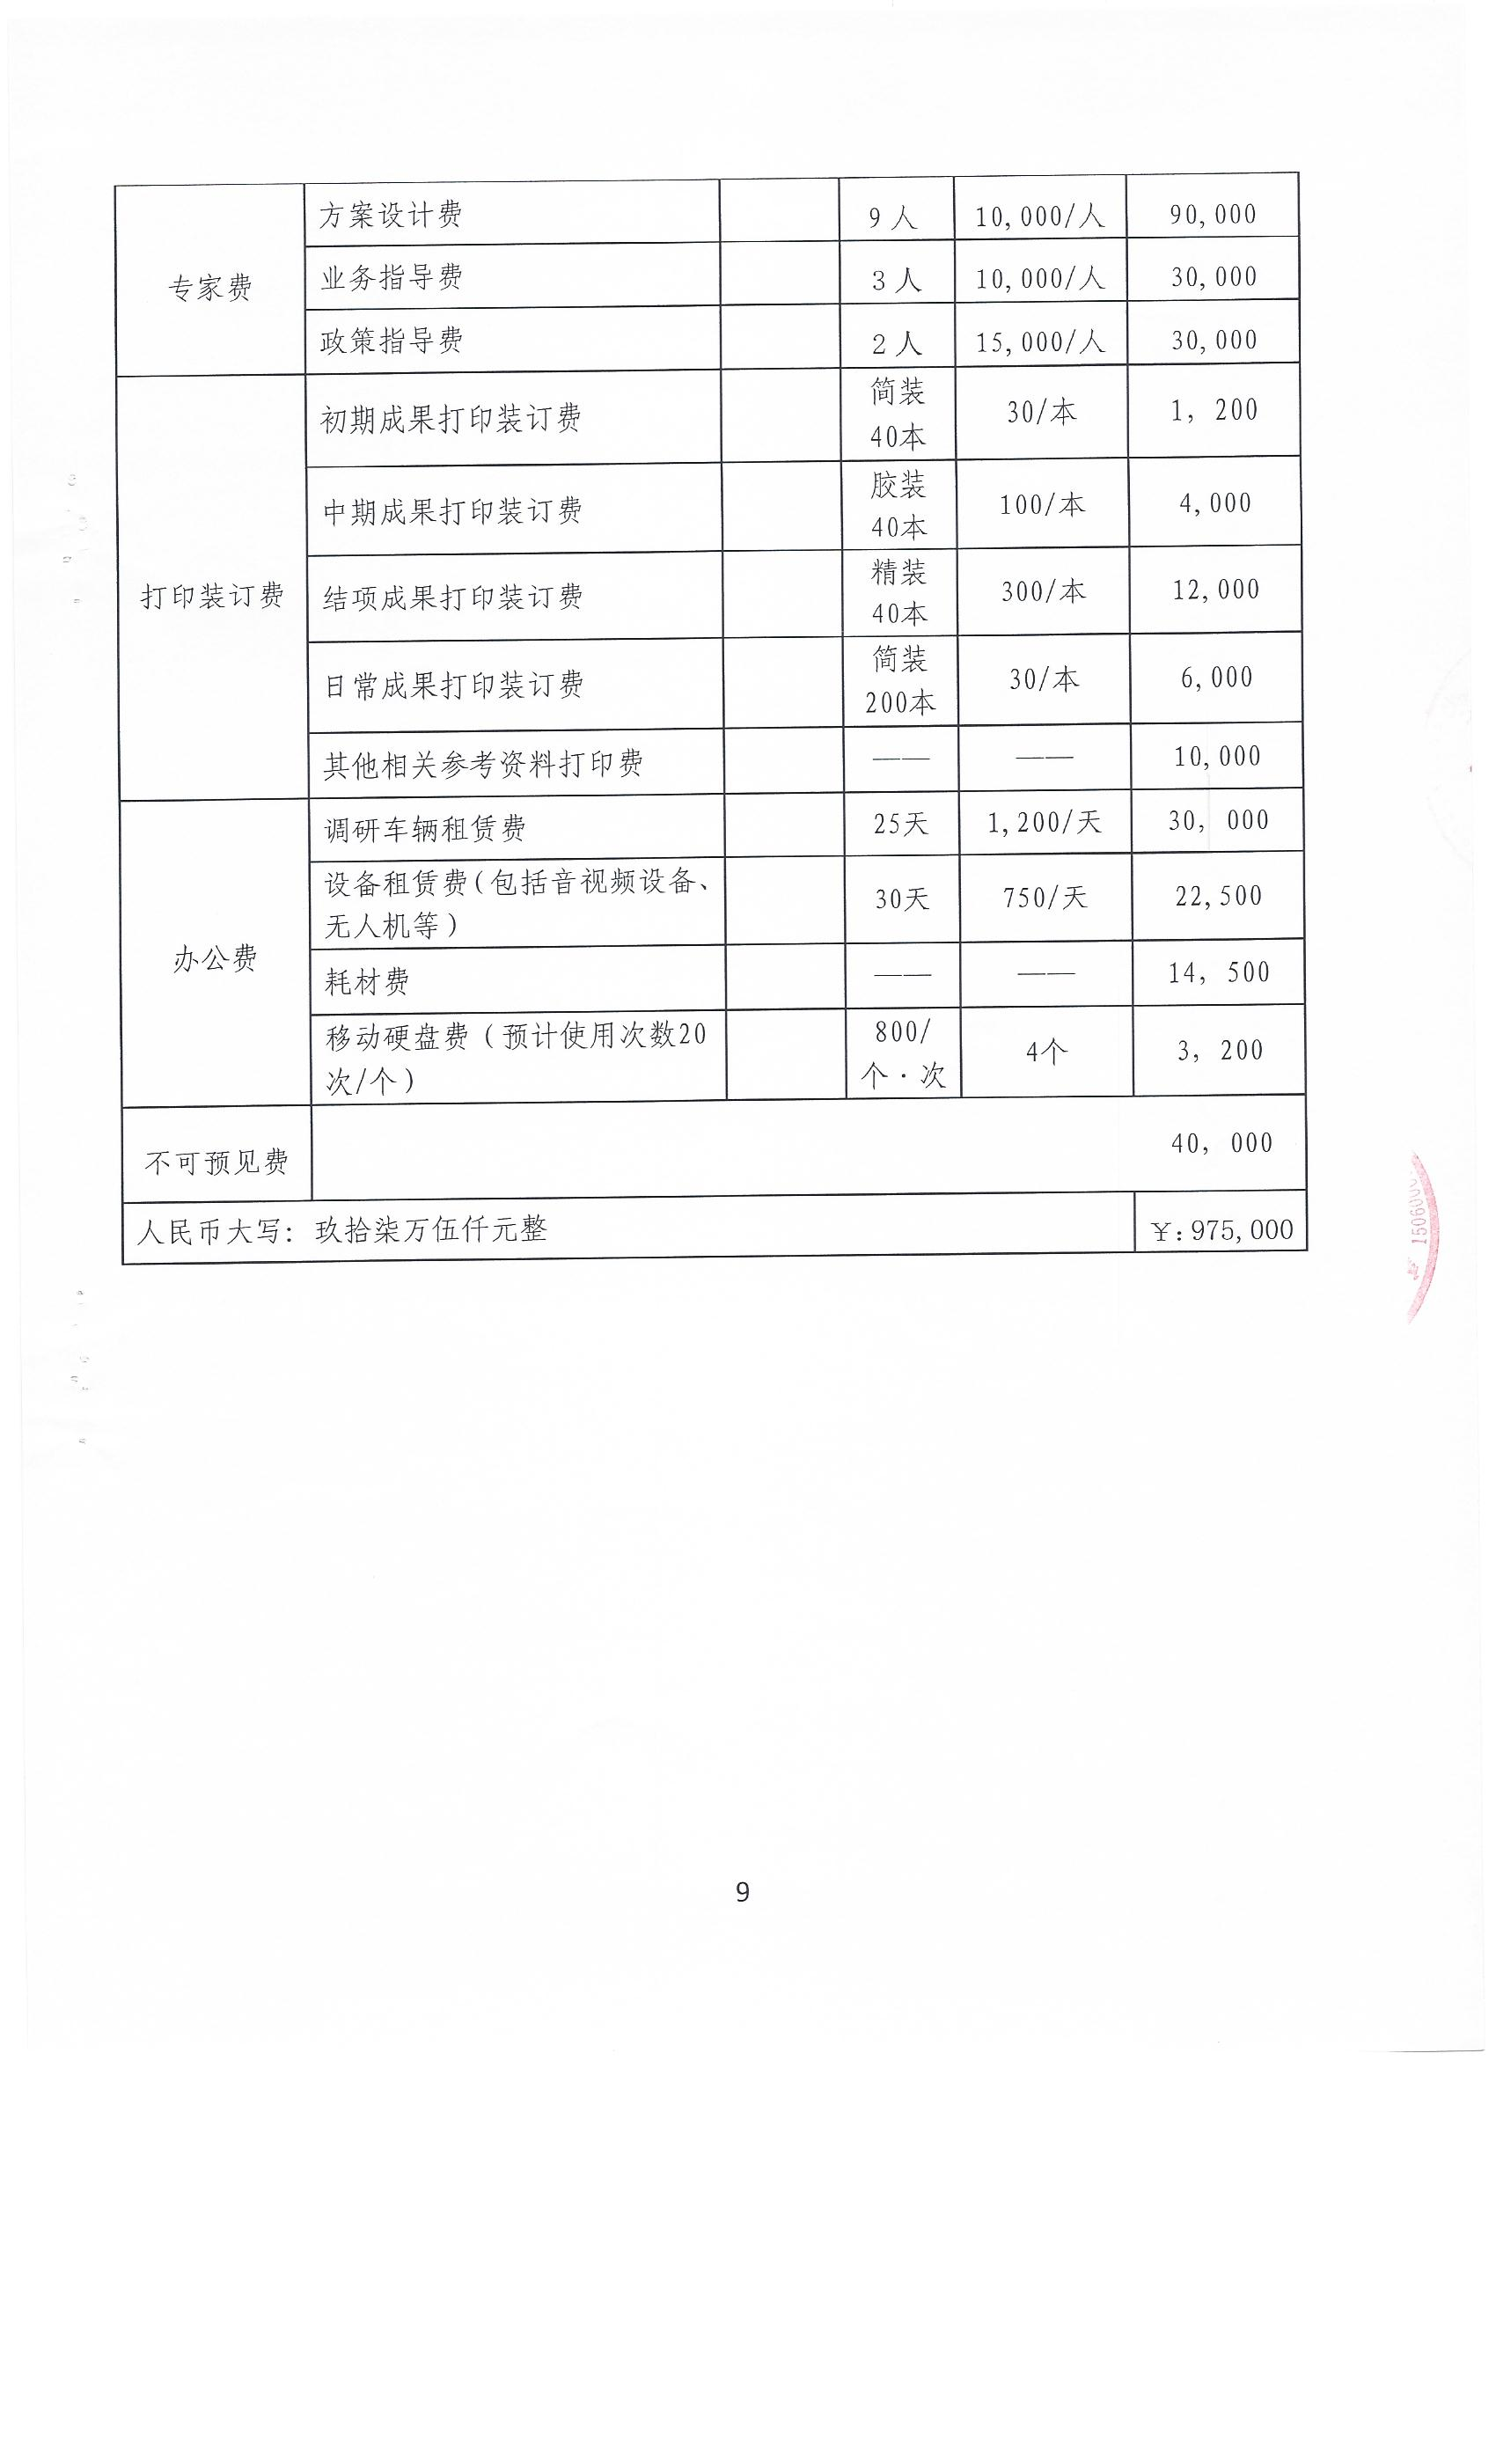 专家费
方案设计费 9人 10,000/人 90,000
业务指导费 3人 10,000/人 30,000
政策指导费 2人 15,000/人 30,000
打印装订费
初期成果打印装订费 简装 30/本 1, 200
40本
中期成果打印装订费 胶装 100/本 4,000
40本
结项成果打印装订费 精装 300/本 12,000
40本
日常成果打印装订费 简装 30/本 6,000
200本
其他相关参考资料打印费 —— —— 10,000
办公费
调研车辆租赁费 25天 1,200/天 30, 000
设备租赁费(包括音视频设备、 30天 750/天 22,500
无人机等)
耗材费 —— —— 14, 500
移动硬盘费(预计使用次数20 800/ 4个 3, 200
次/个) 个·次
不可预见费 40, 000
人民币大写: 玖拾柒万伍仟元整 ¥:975,000
9